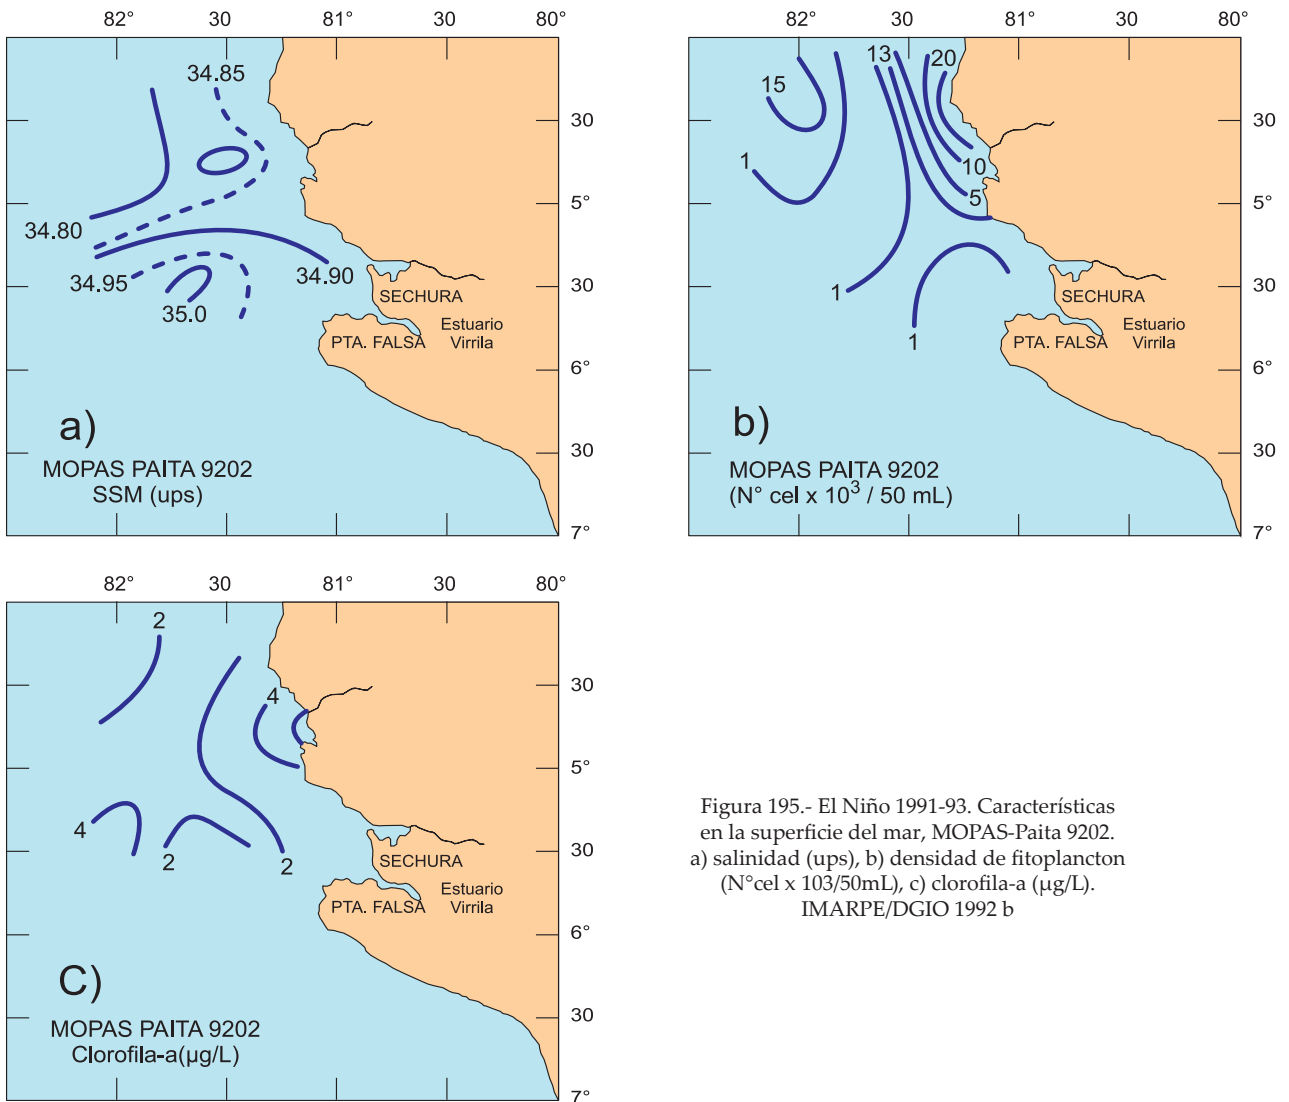 82° 30 81° 30 80°
34.85
30
5°
34.80
34.95 34.90
30
35.0
SECHURA
Estuario
Virrila
PTA. FALSA
6°
a)
30
MOPAS PAITA 9202
SSM (ups)
7°
82° 30 81° 30 80°
13 20
15
30
1
10
5
5°
1
30
SECHURA
Estuario
Virrila
1
PTA. FALSA
6°
b)
30
MOPAS PAITA 9202
(N° cel x 10³ / 50 mL)
7°
82° 30 81° 30 80°
2
30
4
5°
4
2 2
30
SECHURA
Estuario
Virrila
PTA. FALSA
6°
C)
30
MOPAS PAITA 9202
Clorofila-a(µg/L)
7°
Figura 195.- El Niño 1991-93. Características
en la superficie del mar, MOPAS-Paita 9202.
a) salinidad (ups), b) densidad de fitoplancton
(N°cel x 103/50mL), c) clorofila-a (µg/L).
IMARPE/DGIO 1992 b